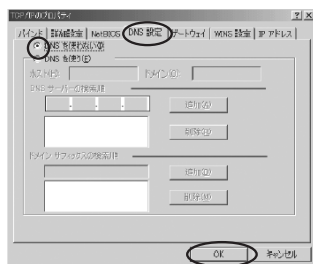 TCP/IPのプロパティ
バインド 詳細設定 NetBIOS DNS 設定 ゲートウェイ WINS 設定 IP アドレス
DNS を使わない(I)
DNS を使う(E)
ホスト(H) ドメイン(O)
DNS サーバーの検索順
追加(A)
削除(R)
ドメイン サフィックスの検索順
追加(D)
削除(M)
OK キャンセル